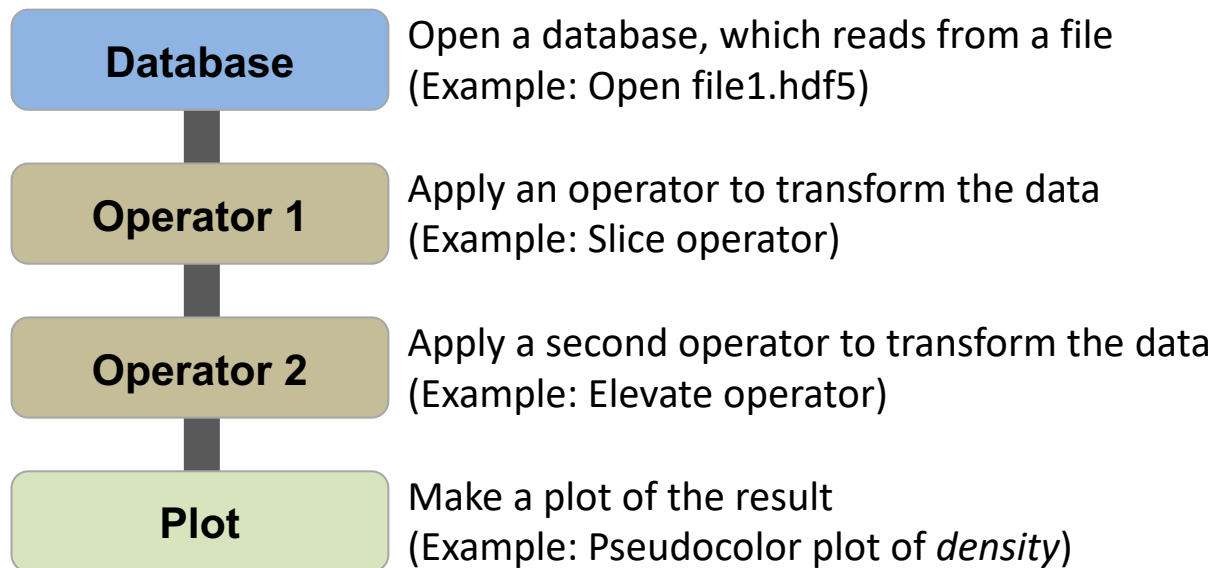 Database
Open a database, which reads from a file
(Example: Open file1.hdf5)
Operator 1
Apply an operator to transform the data
(Example: Slice operator)
Operator 2
Apply a second operator to transform the data
(Example: Elevate operator)
Plot
Make a plot of the result
(Example: Pseudocolor plot of density)